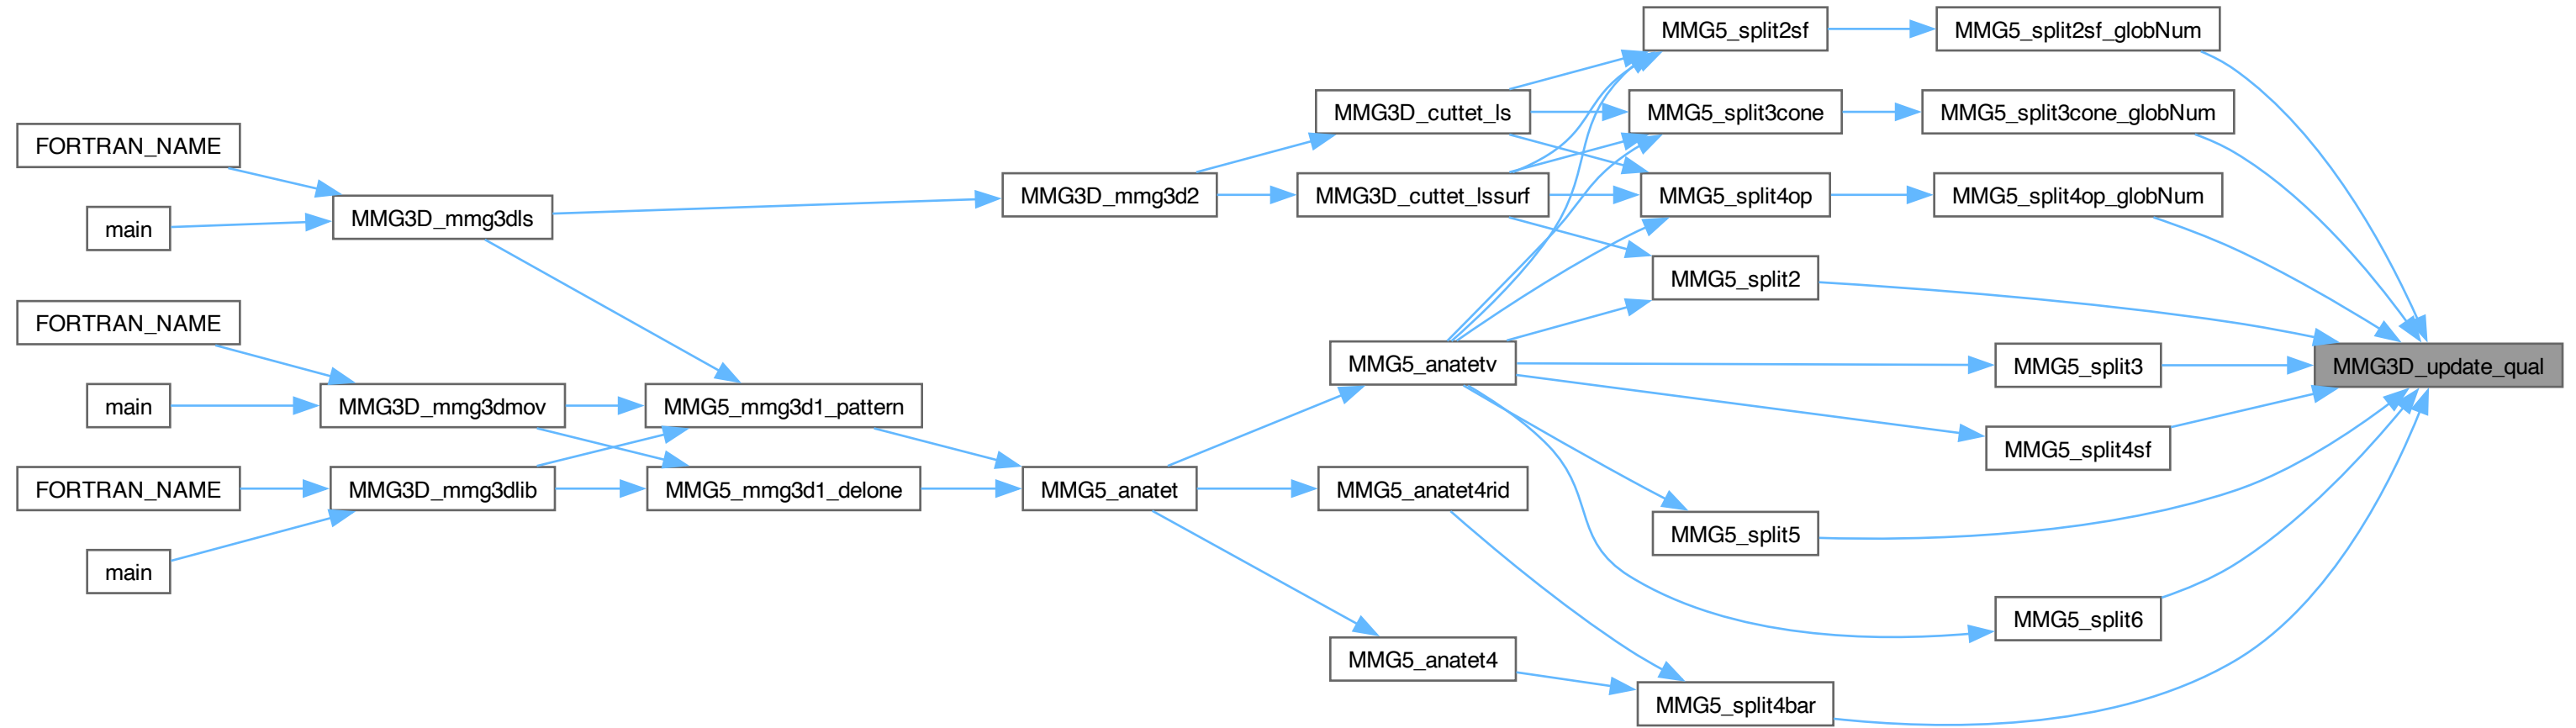 MMG5_split2sf
MMG5_split2sf_globNum
MMG3D_cuttet_ls
MMG5_split3cone
MMG5_split3cone_globNum
FORTRAN_NAME
main
MMG3D_mmg3dls
MMG3D_mmg3d2
MMG3D_cuttet_lssurf
MMG5_split4op
MMG5_split4op_globNum
MMG5_split2
FORTRAN_NAME
MMG5_anatetv
MMG5_split3
MMG3D_update_qual
main
MMG3D_mmg3dmov
MMG5_mmg3d1_pattern
MMG5_split4sf
FORTRAN_NAME
MMG3D_mmg3dlib
MMG5_mmg3d1_delone
MMG5_anatet
MMG5_anatet4rid
MMG5_split5
main
MMG5_split6
MMG5_anatet4
MMG5_split4bar